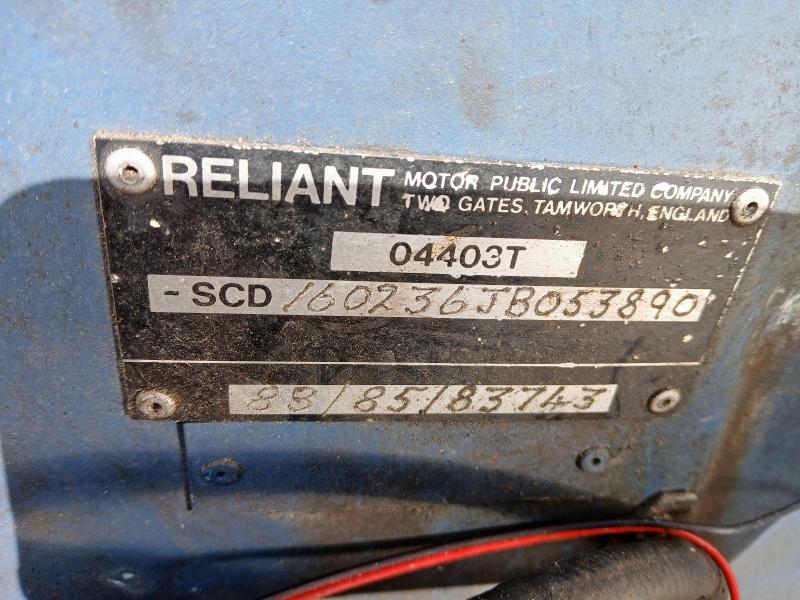 RELIANT MOTOR PUBLIC LIMITED COMPANY
TWO GATES, TAMWORTH, ENGLAND
04403T
-SCD 160236JB053890
8B/85/83743